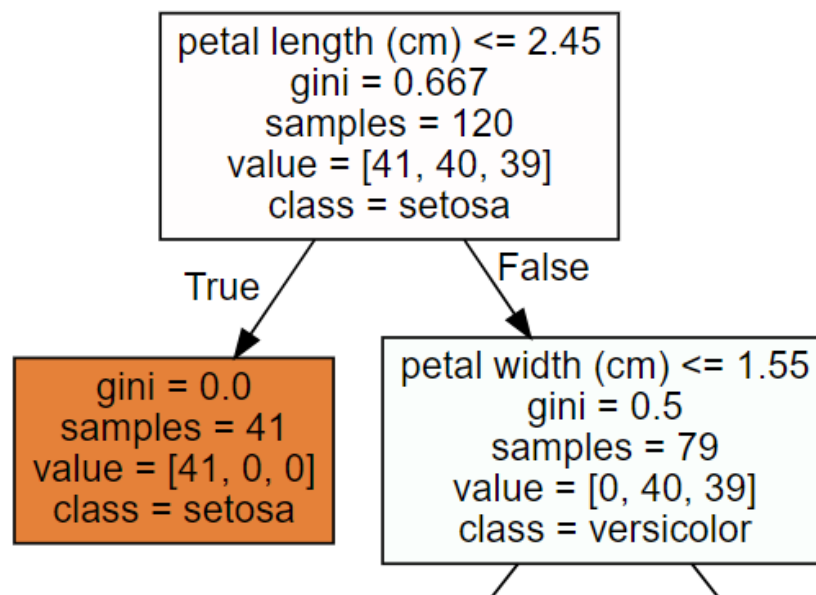 petal length (cm) <= 2.45
gini = 0.667
samples = 120
value = [41, 40, 39]
class = setosa
True
False
gini = 0.0
samples = 41
value = [41, 0, 0]
class = setosa
petal width (cm) <= 1.55
gini = 0.5
samples = 79
value = [0, 40, 39]
class = versicolor